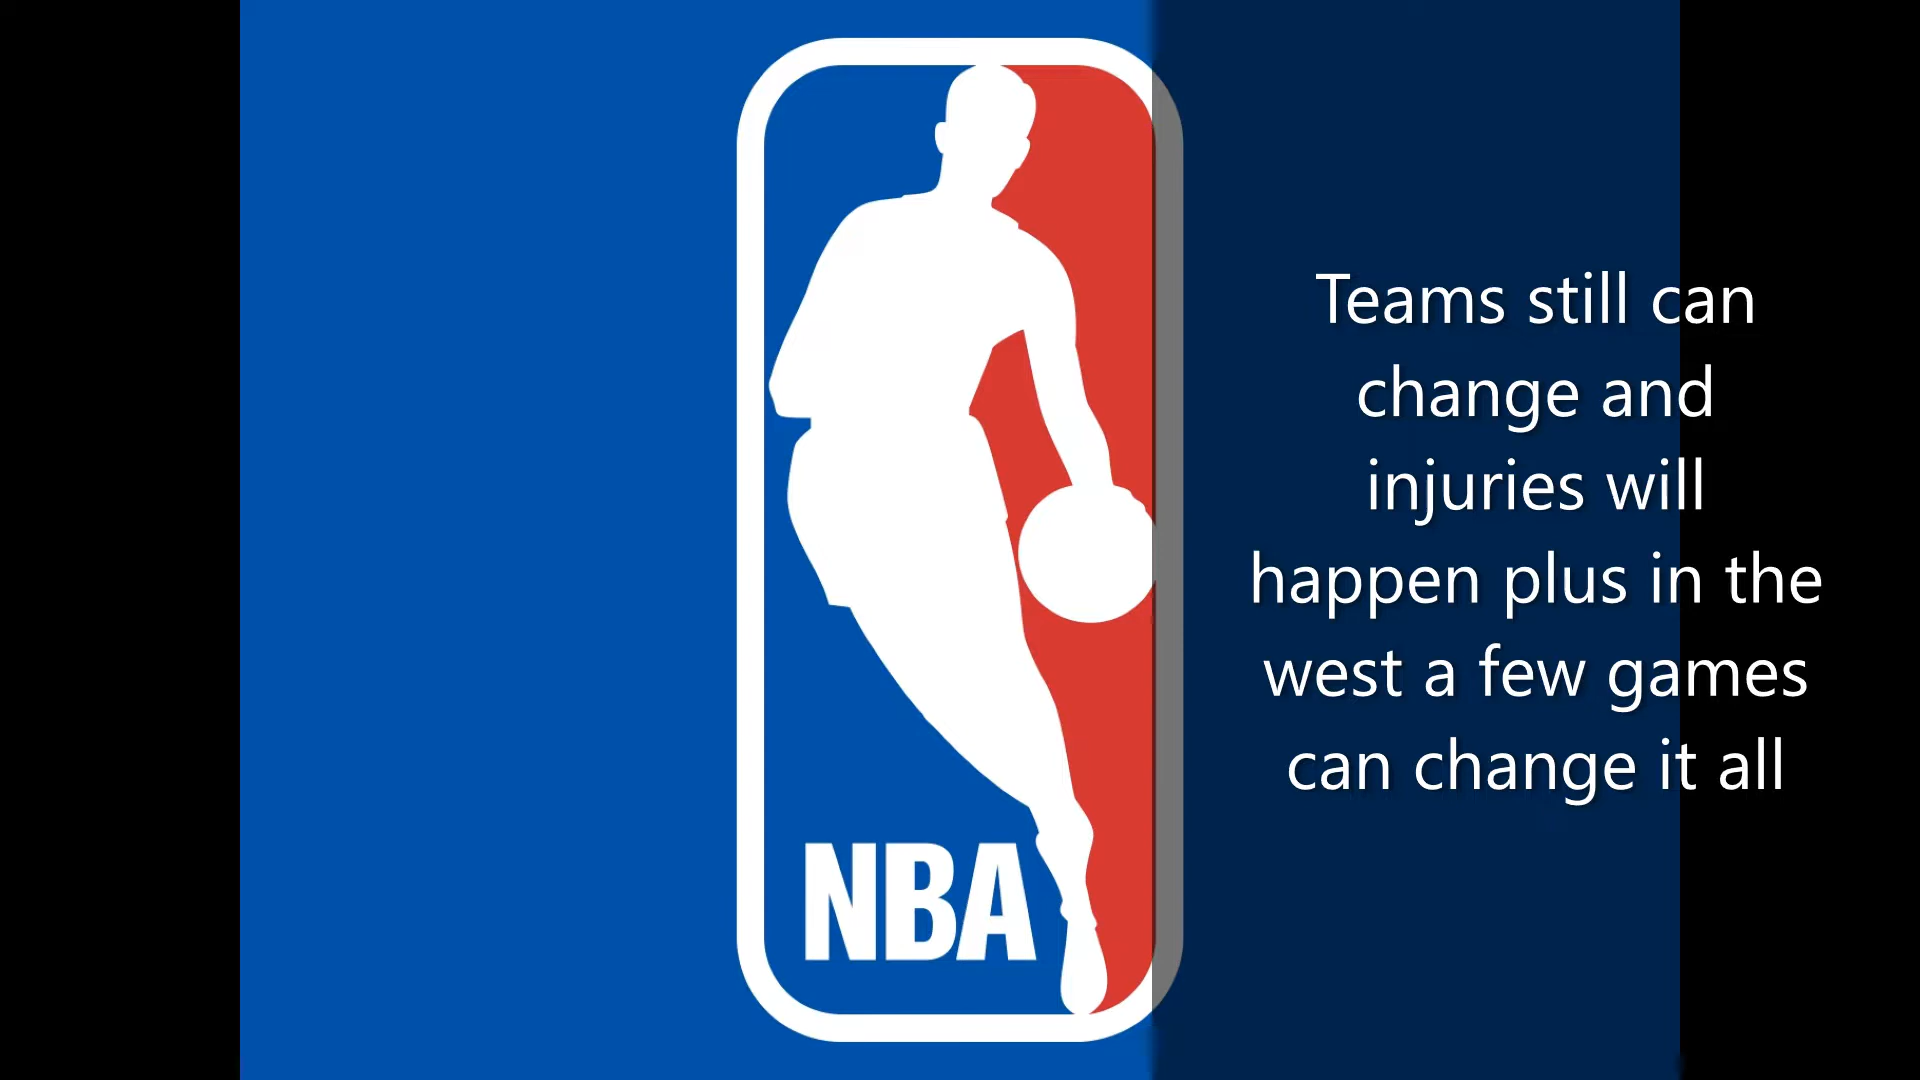 NBA
Teams still can
change and
injuries will
happen plus in the
west a few games
can change it all